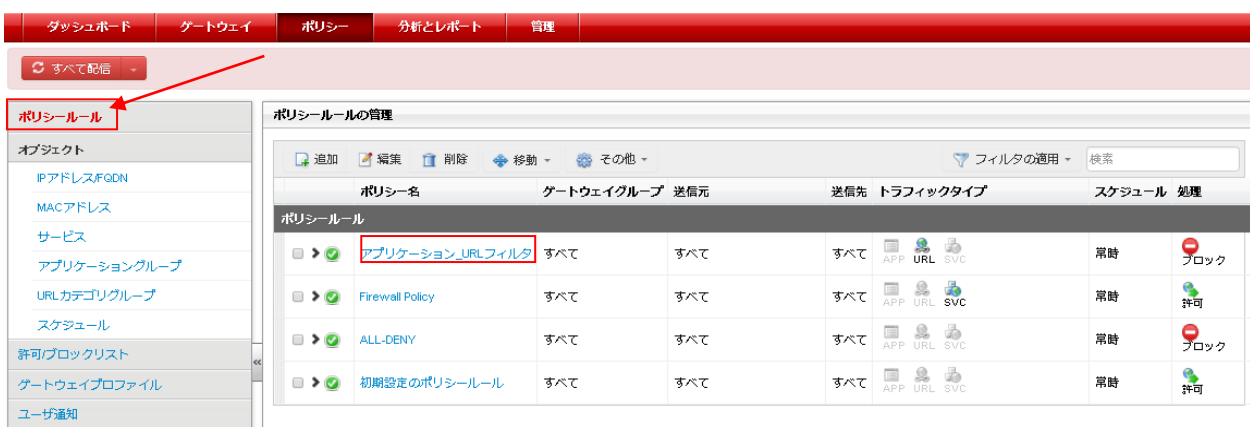 ダッシュボード ゲートウェイ ポリシー 分析とレポート 管理
すべて配信
ポリシールール
オブジェクト
IPアドレス/FQDN
MACアドレス
サービス
アプリケーショングループ
URLカテゴリグループ
スケジュール
許可/ブロックリスト
ゲートウェイプロファイル
ユーザ通知
ポリシールールの管理
追加 編集 削除 移動 その他 フィルタの適用 検索
ポリシー名 ゲートウェイグループ 送信元 送信先 トラフィックタイプ スケジュール 処理
ポリシールール
アプリケーション_URLフィルタ すべて すべて すべて APP URL SVC 常時 ブロック
Firewall Policy すべて すべて すべて APP URL SVC 常時 許可
ALL-DENY すべて すべて すべて APP URL SVC 常時 ブロック
初期設定のポリシールール すべて すべて すべて APP URL SVC 常時 許可